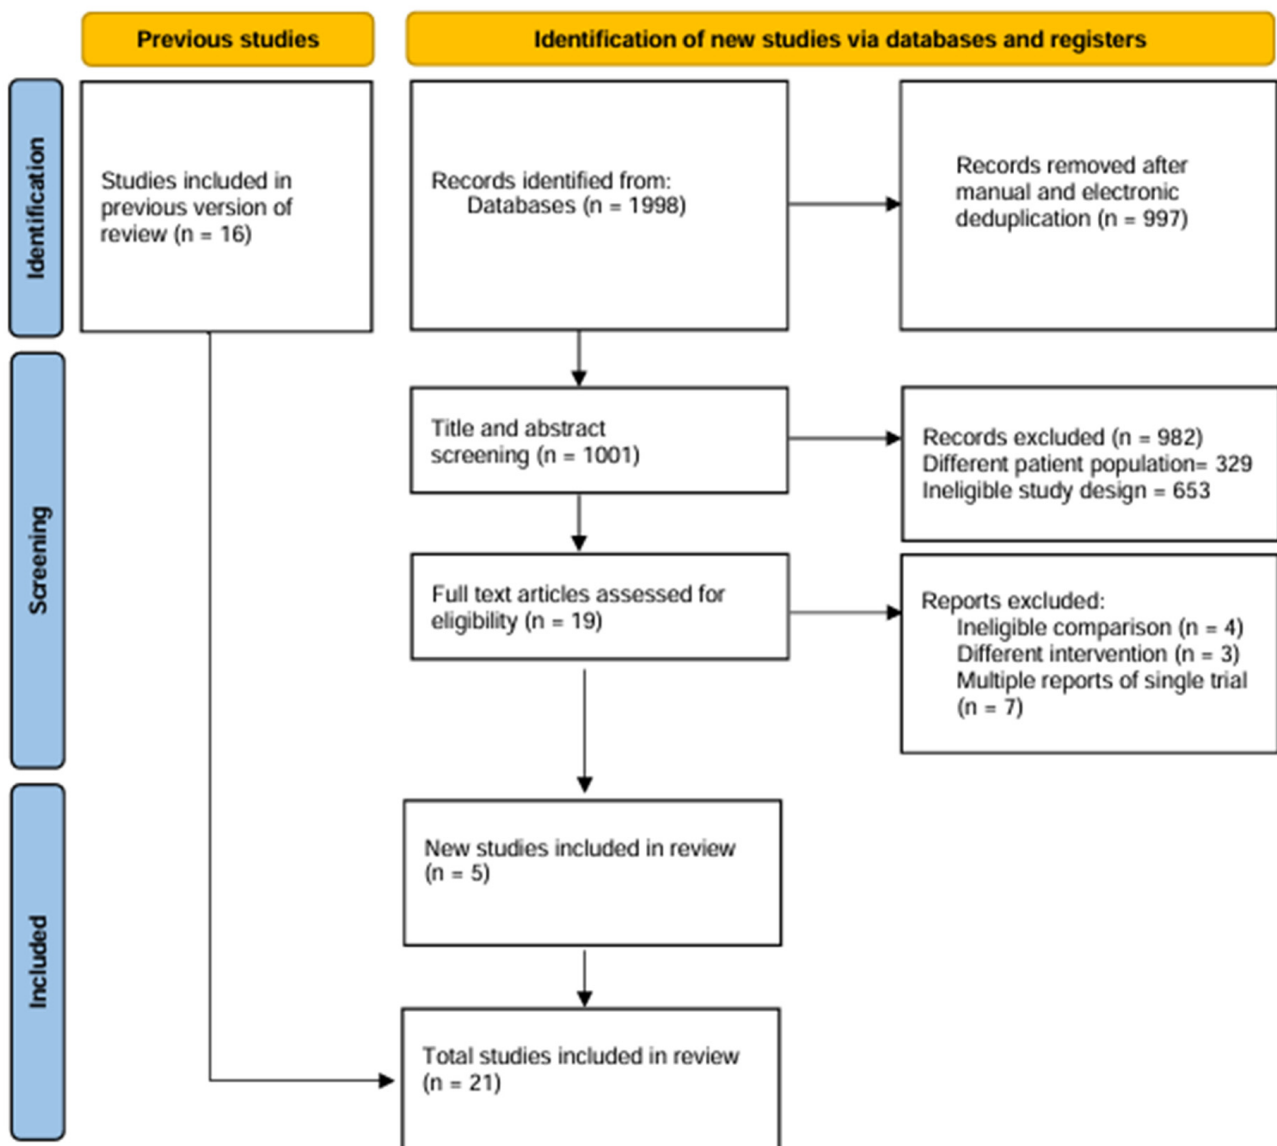 Previous studies
Identification of new studies via databases and registers
Identification
Studies included in
previous version of
review (n = 16)
Records identified from:
Databases (n = 1998)
Records removed after
manual and electronic
deduplication (n = 997)
Screening
Title and abstract
screening (n = 1001)
Records excluded (n = 982)
Different patient population= 329
Ineligible study design = 653
Full text articles assessed for
eligibility (n = 19)
Reports excluded:
Ineligible comparison (n = 4)
Different intervention (n = 3)
Multiple reports of single trial
(n = 7)
Included
New studies included in review
(n = 5)
Total studies included in review
(n = 21)